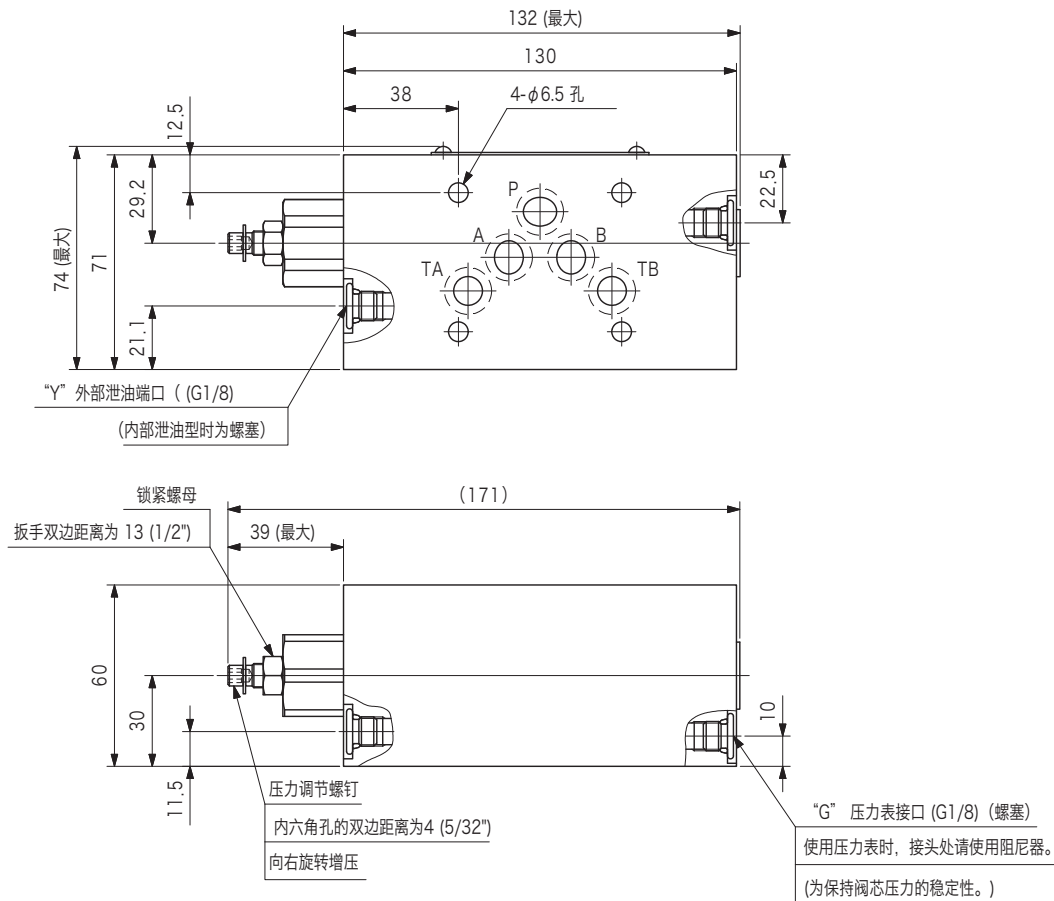 132 (最大)
130
38
4-φ6.5 孔
12.5
29.2
74 (最大)
71
21.1
22.5
P
A
B
TA
TB
“Y” 外部泄油端口（ (G1/8)
（内部泄油型时为螺塞）
锁紧螺母
扳手双边距离为 13 (1/2")
（171）
39 (最大)
60
30
11.5
10
压力调节螺钉
内六角孔的双边距离为4 (5/32")
向右旋转增压
“G” 压力表接口 (G1/8)（螺塞）
使用压力表时，接头处请使用阻尼器。
(为保持阀芯压力的稳定性。)